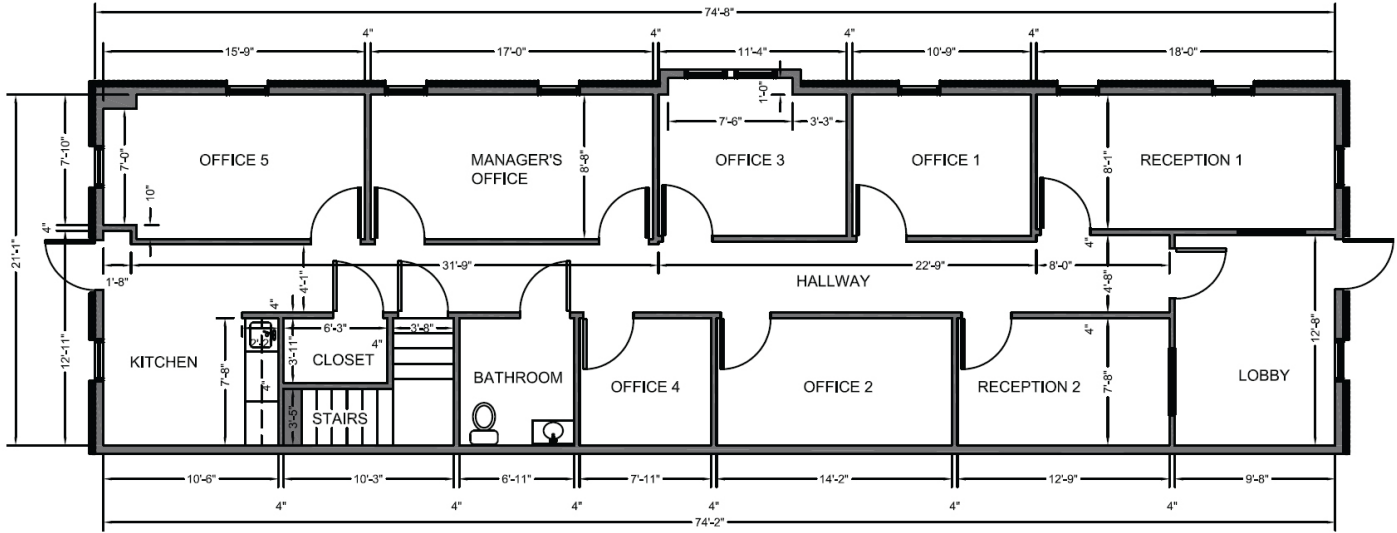 74'-8"
15'-9" 4" 17'-0" 4" 11'-4" 4" 10'-9" 4" 18'-0"
1'-0"
7'-6" 3'-3"
7'-10" 7'-0" 8'-8" 8'-1"
OFFICE 5
MANAGER'S
OFFICE
OFFICE 3
OFFICE 1
RECEPTION 1
10"
4"
21'-1"
1'-8" 31'-9" 22'-9" 8'-0"
4"
4'-1" 4'-8"
HALLWAY
4"
6'-3" 3'-8" 4"
12'-11" 12'-8"
2'-2"
3'-11" 4"
KITCHEN
CLOSET
7'-8" 7'-8"
4"
BATHROOM
OFFICE 4
OFFICE 2
RECEPTION 2
LOBBY
3'-5"
STAIRS
10'-6" 10'-3" 6'-11" 7'-11" 14'-2" 12'-9" 9'-8"
4" 4" 4" 4" 4" 4"
74'-2"